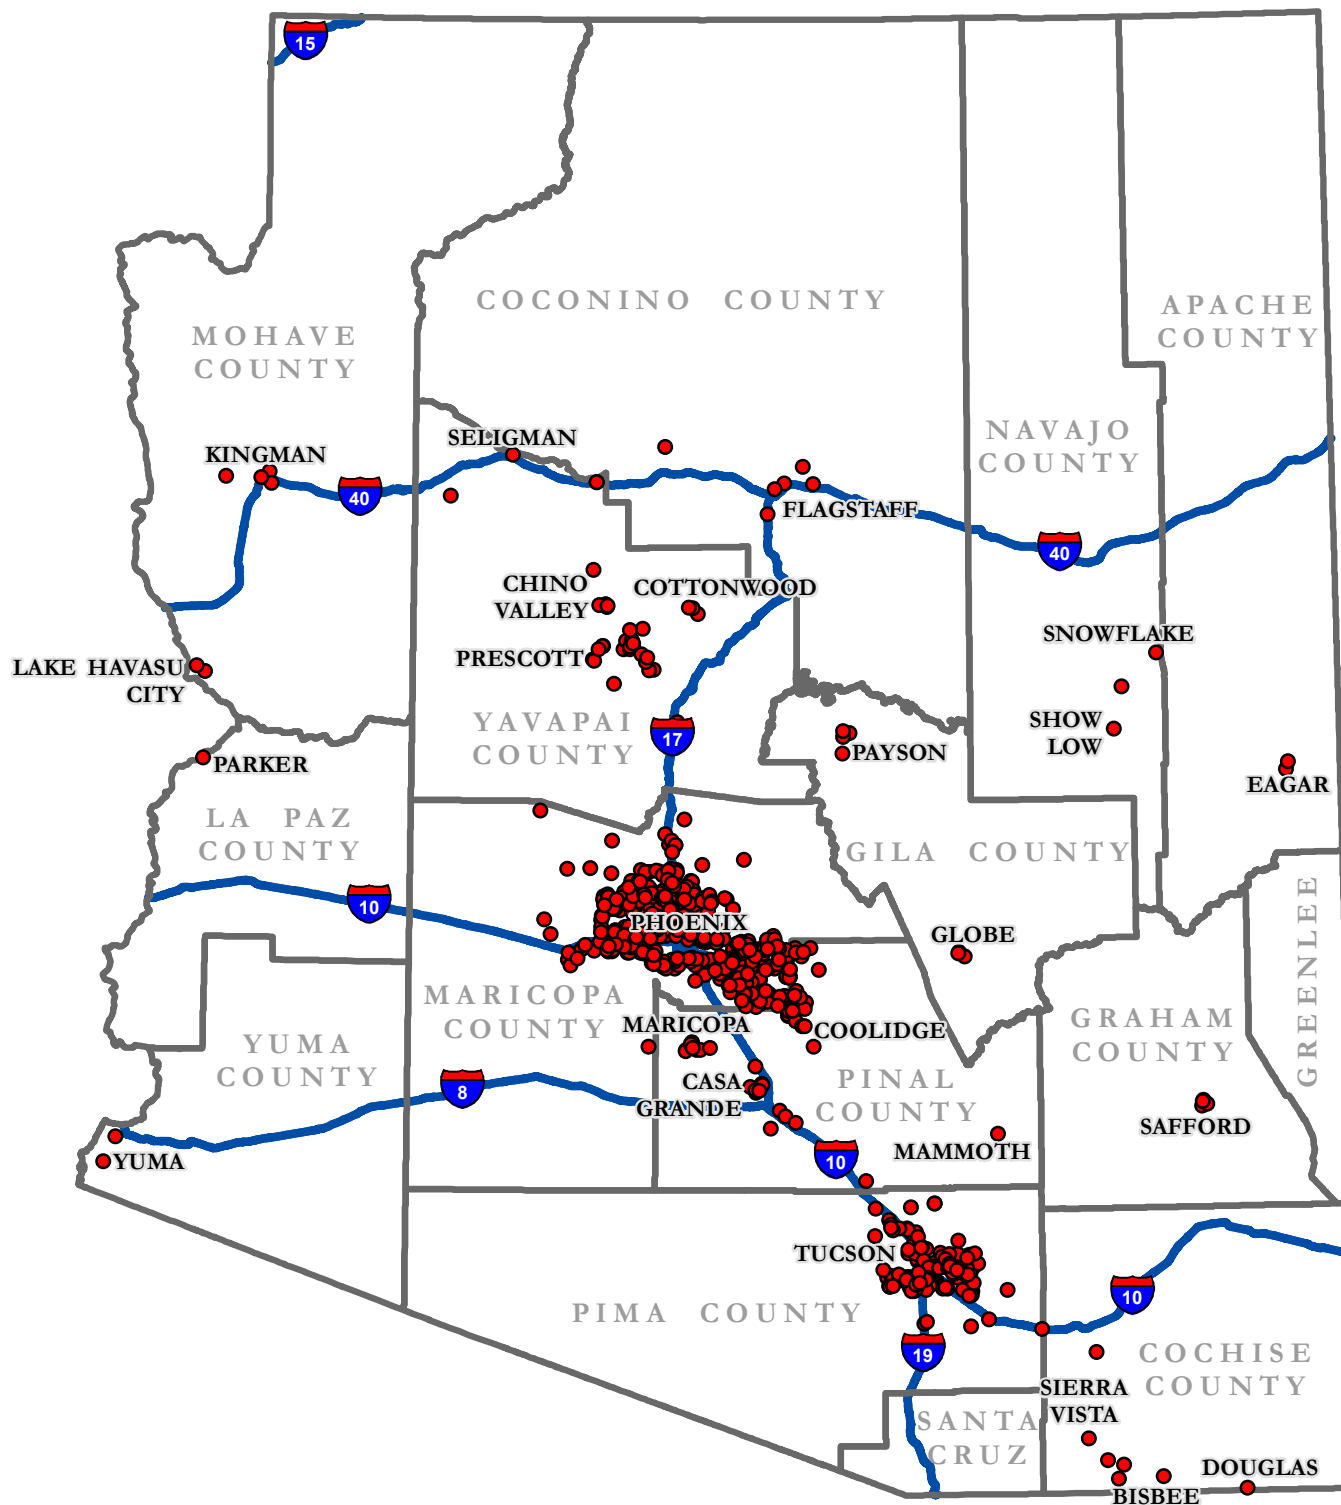 15
COCONINO COUNTY
APACHE
COUNTY
MOHAVE
COUNTY
NAVAJO
COUNTY
SELIGMAN
KINGMAN
40
FLAGSTAFF
40
CHINO
VALLEY
COTTONWOOD
SNOWFLAKE
PRESCOTT
LAKE HAVASU
CITY
YAVAPAI
COUNTY
17
SHOW
LOW
PAYSON
PARKER
EAGAR
LA PAZ
COUNTY
GILA COUNTY
10
PHOENIX
GLOBE
GREENLEE
MARICOPA
COUNTY
MARICOPA
COOLIDGE
GRAHAM
COUNTY
YUMA
COUNTY
8
CASA
GRANDE
PINAL
COUNTY
SAFFORD
MAMMOTH
YUMA
10
TUCSON
PIMA COUNTY
10
19
COCHISE
COUNTY
SIERRA
VISTA
SANTA
CRUZ
DOUGLAS
BISBEE